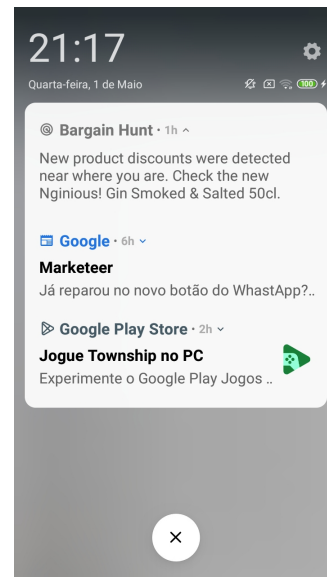 21:17
Quarta-feira, 1 de Maio
100
Bargain Hunt · 1h
New product discounts were detected
near where you are. Check the new
Nginious! Gin Smoked & Salted 50cl.
Google · 6h
Marketeer
Já reparou no novo botão do WhastApp?..
Google Play Store · 2h
Jogue Township no PC
Experimente o Google Play Jogos ..